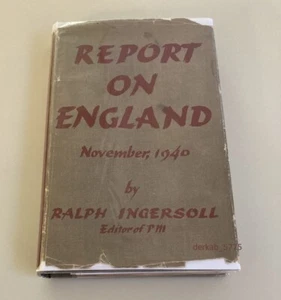 REPORT
ON
ENGLAND
November, 1940
by
RALPH INGERSOLL
Editor of PM